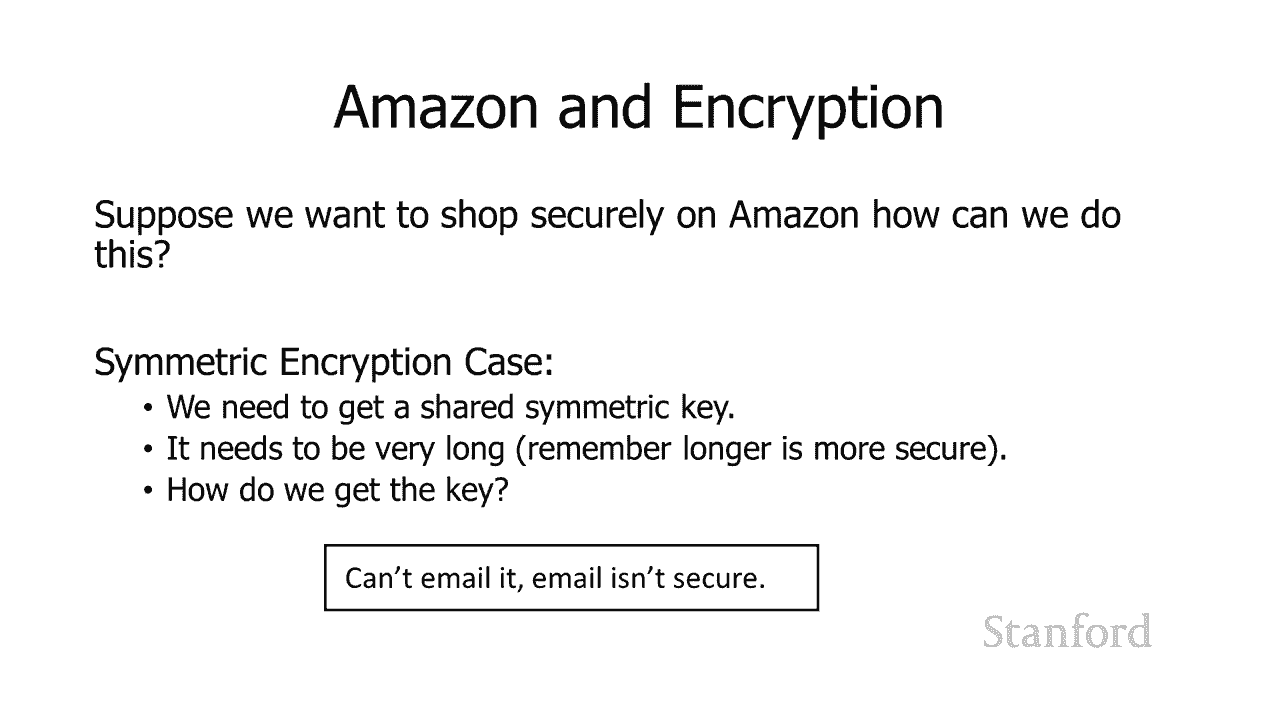 Amazon and Encryption
Suppose we want to shop securely on Amazon how can we do
this?
Symmetric Encryption Case:
• We need to get a shared symmetric key.
• It needs to be very long (remember longer is more secure).
• How do we get the key?
Can’t email it, email isn’t secure.
Stanford